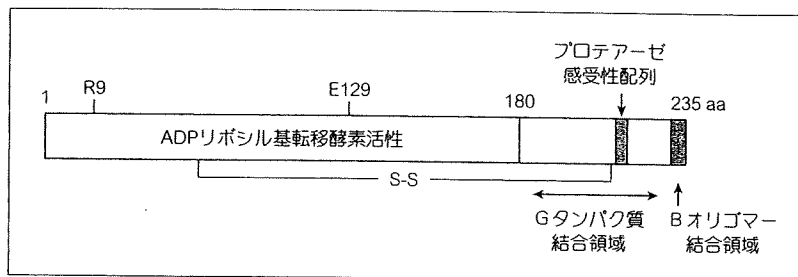 プロテアーゼ
感受性配列
1
R9
E129
180
235 aa
ADPリボシル基転移酵素活性
S-S
Gタンパク質
結合領域
Bオリゴマー
結合領域